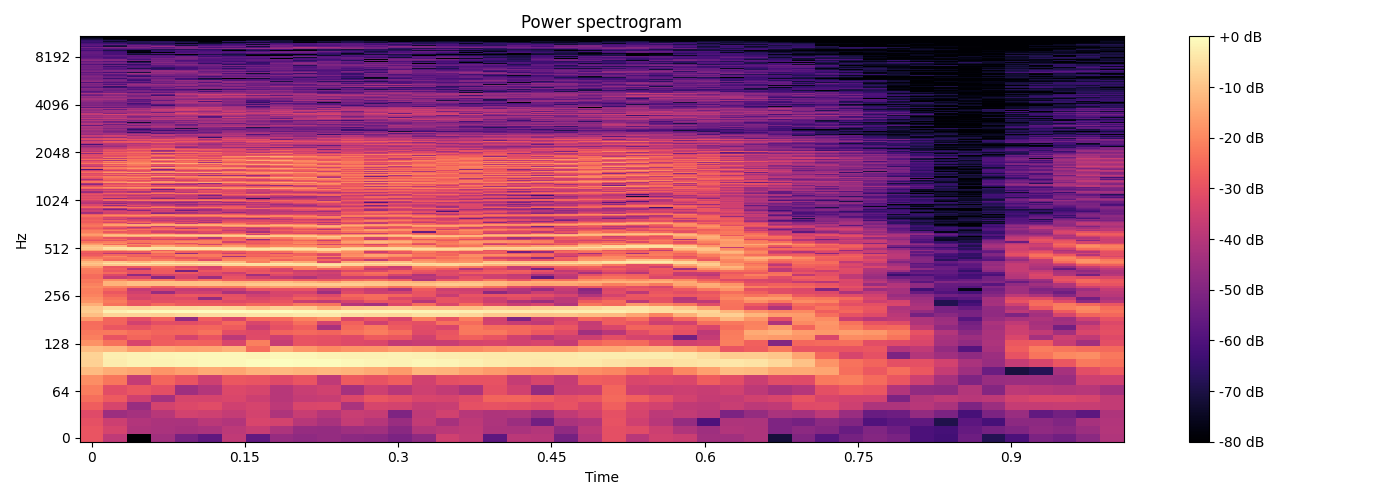 Power spectrogram
Hz
8192
4096
2048
1024
512
256
128
64
0
0 0.15 0.3 0.45 0.6 0.75 0.9
Time
+0 dB
-10 dB
-20 dB
-30 dB
-40 dB
-50 dB
-60 dB
-70 dB
-80 dB